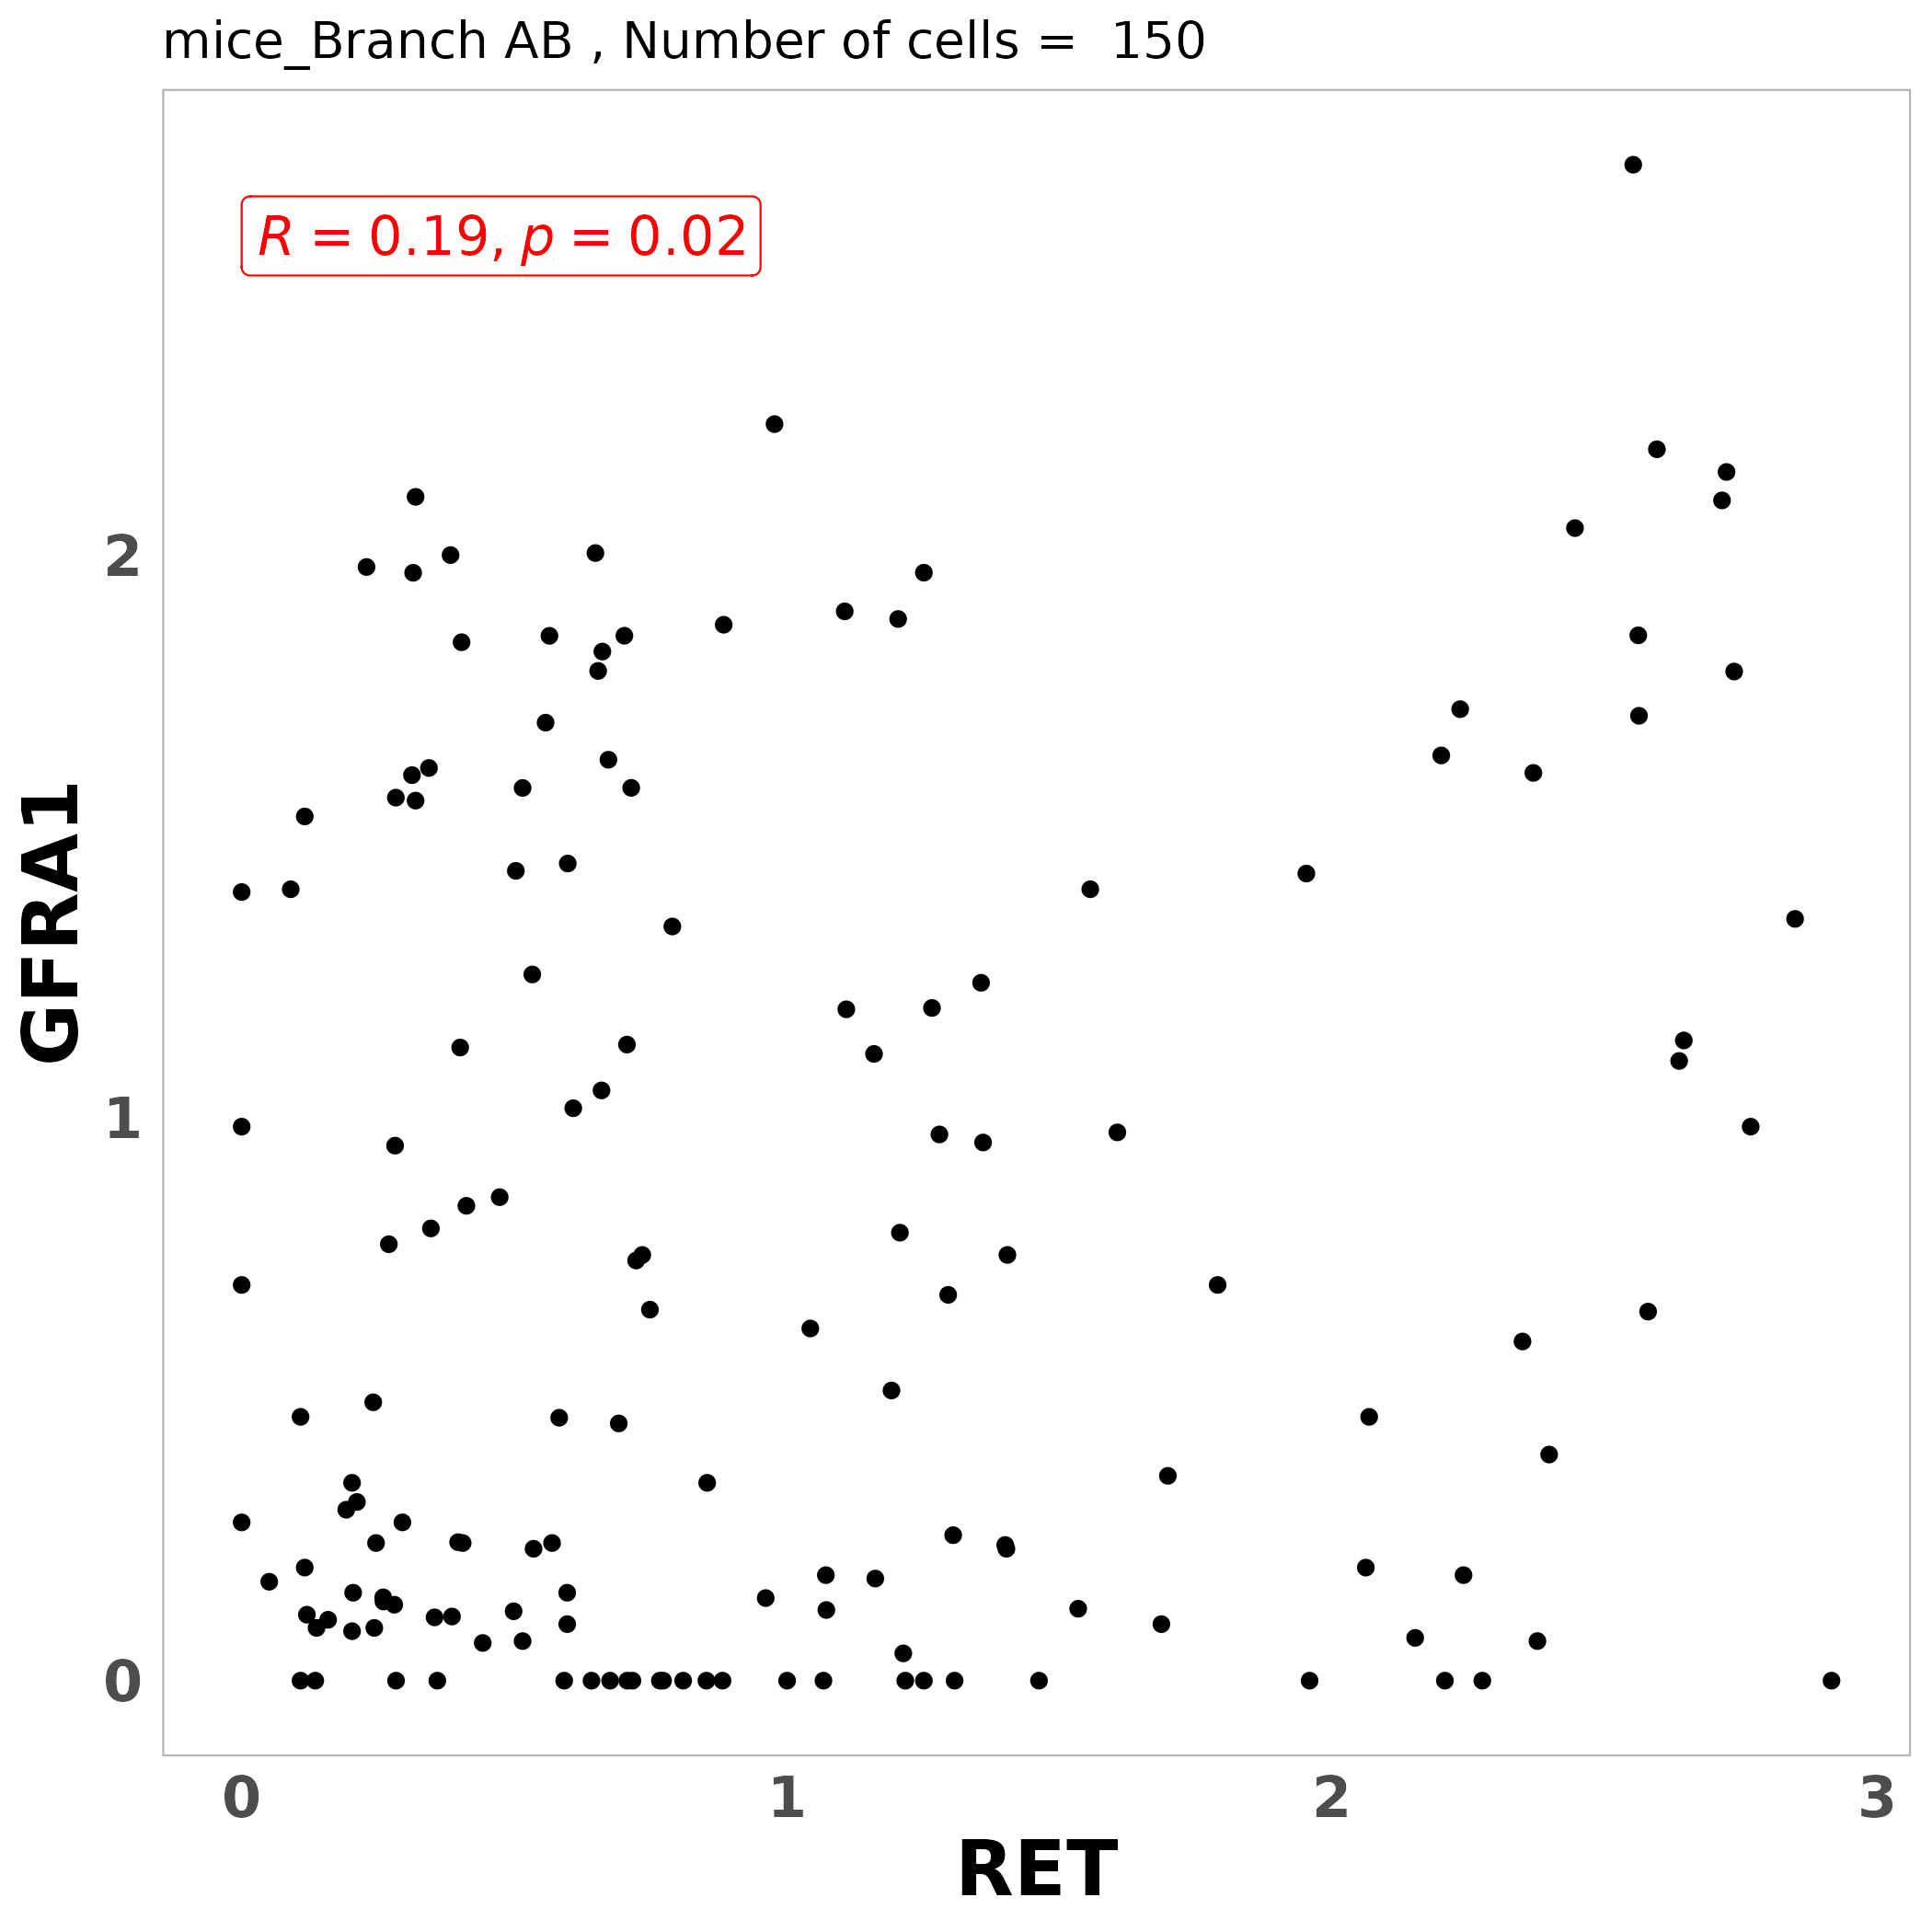 mice_Branch AB , Number of cells =  150
R = 0.19, p = 0.02
GFRA1
2
1
0
0 1 2 3
RET